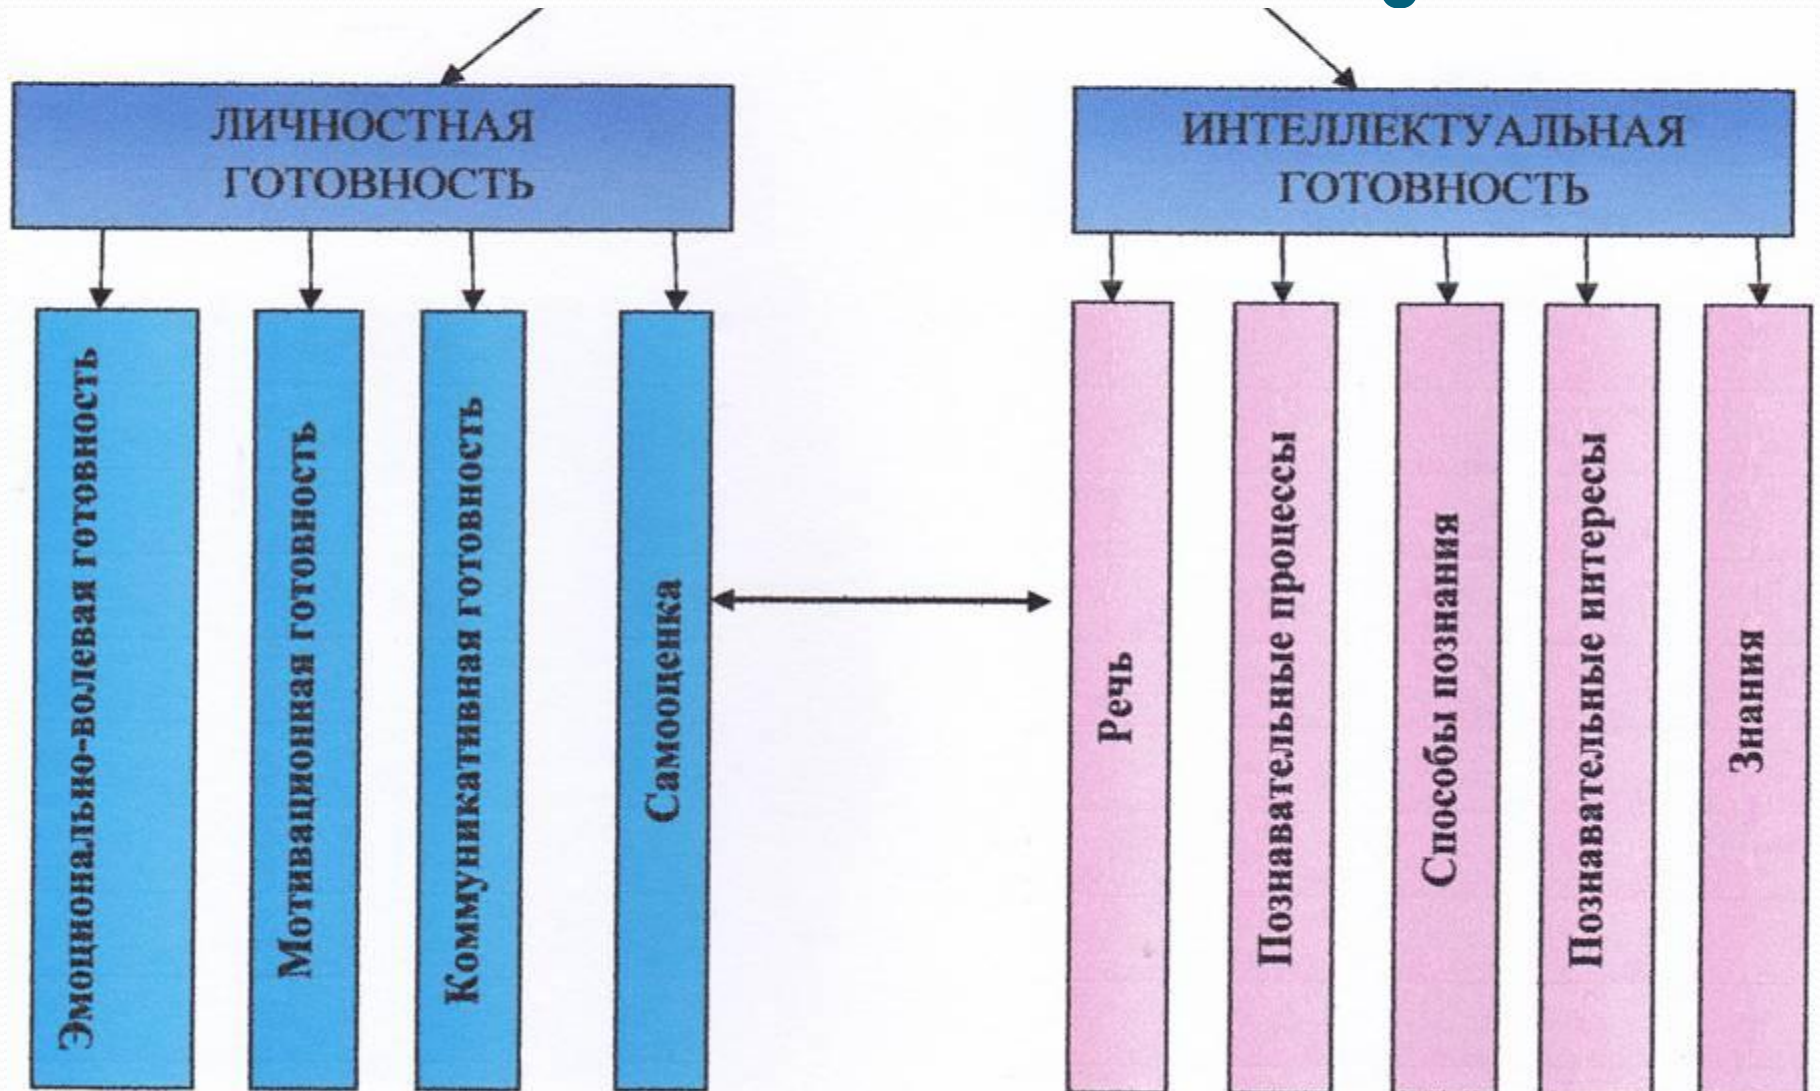 ЛИЧНОСТНАЯ
ГОТОВНОСТЬ
ИНТЕЛЛЕКТУАЛЬНАЯ
ГОТОВНОСТЬ
Эмоционально-волевая готовность
Мотивационная готовность
Коммуникативная готовность
Самооценка
Речь
Познавательные процессы
Способы познания
Познавательные интересы
Знания